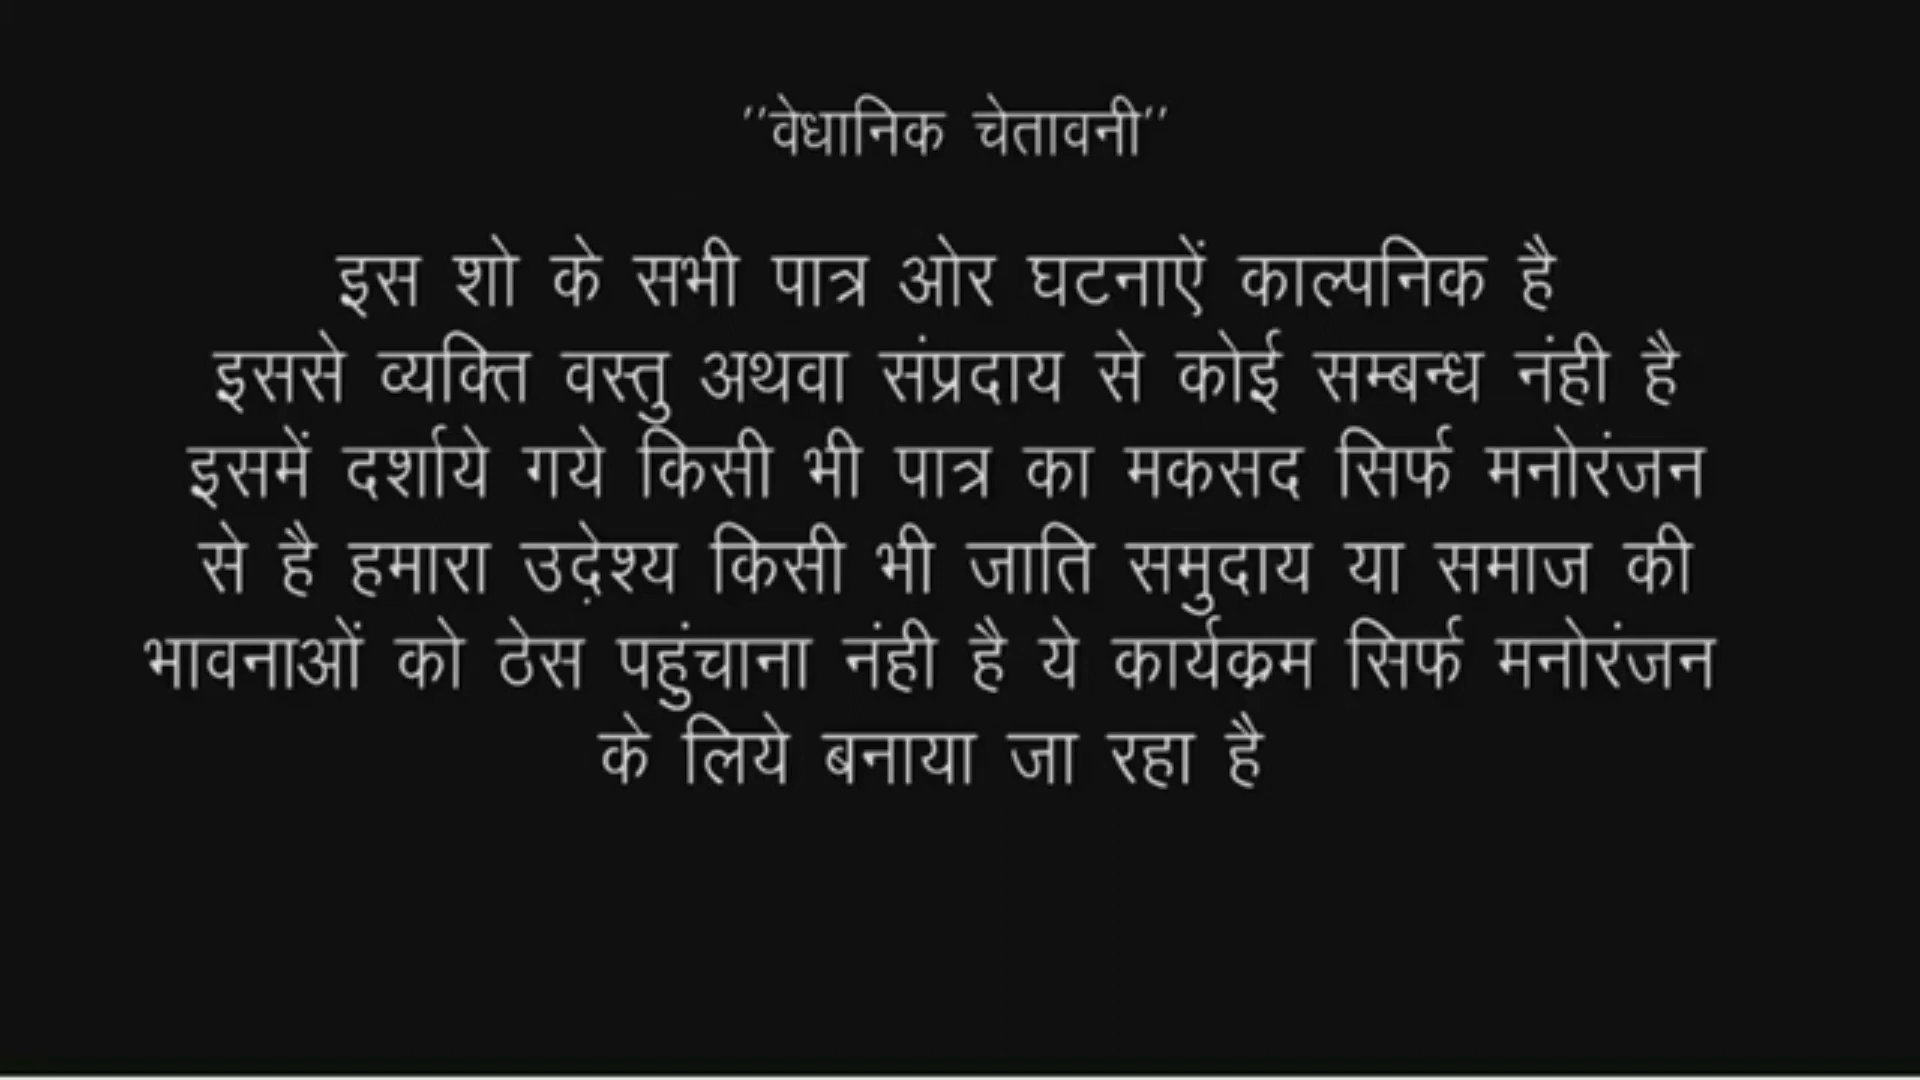 "वेधानिक चेतावनी"
इस शो के सभी पात्र ओर घटनाऐं काल्पनिक है
इससे व्यक्ति वस्तु अथवा संप्रदाय से कोई सम्बन्ध नंही है
इसमें दर्शाये गये किसी भी पात्र का मकसद सिर्फ मनोरंजन
से है हमारा उद़ेश्य किसी भी जाति समुदाय या समाज की
भावनाओं को ठेस पहुंचाना नंही है ये कार्यक्रम सिर्फ मनोरंजन
के लिये बनाया जा रहा है